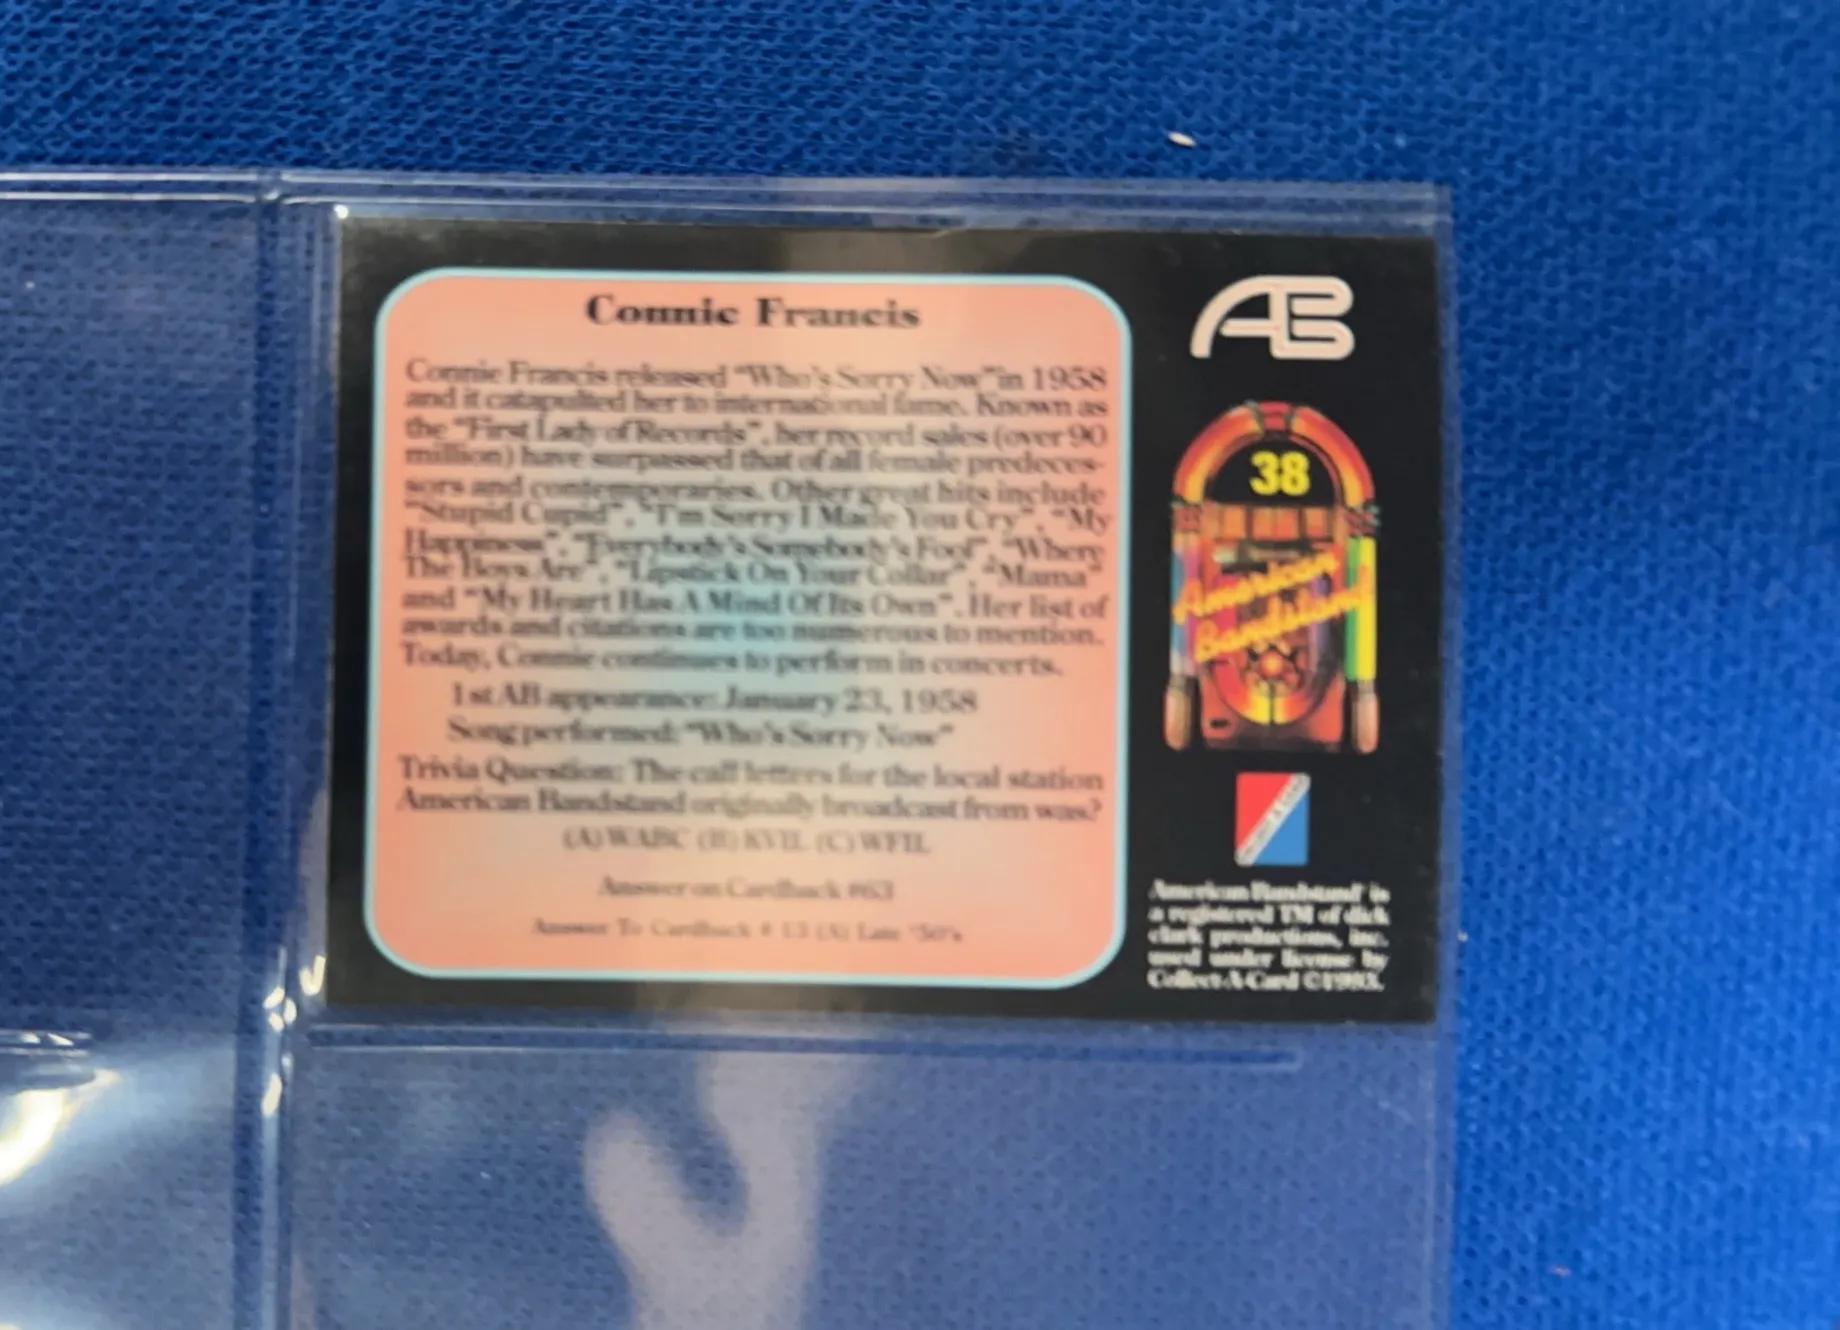 Connie Francis
Connie Francis released "Who's Sorry Now" in 1958
and it catapulted her to international fame. Known as
the "First Lady of Records", her record sales (over 90
million) have surpassed that of all female predeces-
sors and contemporaries. Other great hits include
"Stupid Cupid", "I'm Sorry I Made You Cry", "My
Happiness", "Everybody's Somebody's Fool", "Where
The Boys Are", "Lipstick On Your Collar", "Mama"
and "My Heart Has A Mind Of Its Own". Her list of
awards and citations are too numerous to mention.
Today, Connie continues to perform in concerts.
1st AB appearance: January 23, 1958
Song performed: "Who's Sorry Now"
Trivia Question: The call letters for the local station
American Bandstand originally broadcast from was?
(A) WABC (B) KVIL (C) WFIL
Answer on Cardback #63
Answer To Cardback # 13 (A) Late '50's
AB
38
American
Bandstand
American Bandstand is
a registered TM of dick
clark productions, inc.
used under license by
Collect-A-Card ©1993.